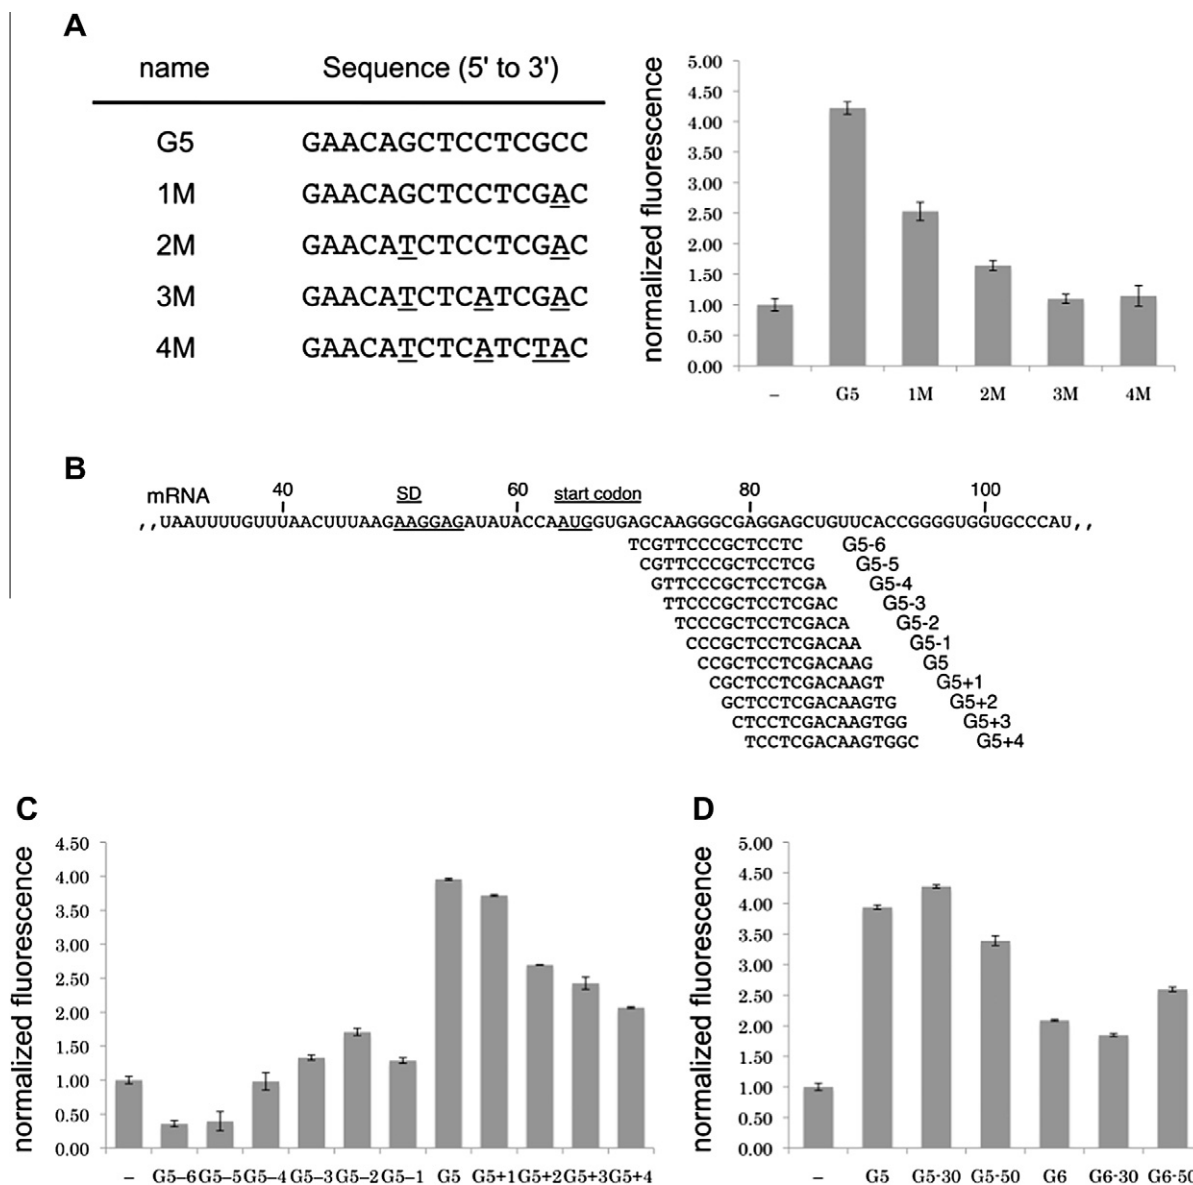 A
name Sequence (5' to 3')
G5 GAACAGCTCCTCGCC
1M GAACAGCTCCTCGAC
2M GAACATCTCCTCGAC
3M GAACATCTCATCGAC
4M GAACATCTCATCTAC
normalized fluorescence
5.00
4.50
4.00
3.50
3.00
2.50
2.00
1.50
1.00
0.50
0.00
– G5 1M 2M 3M 4M
B
mRNA 40 SD 60 start codon 80 100
,,UAAUUUUGUUUAACUUUAAGAAGGAGAUAUACCAAUGGUGAGCAAGGGCGAGGAGCUGUUCACCGGGGUGGUGCCCAU,,
TCGTTCCCGCTCCTC G5-6
CGTTCCCGCTCCTCG G5-5
GTTCCCGCTCCTCGA G5-4
TTCCCGCTCCTCGAC G5-3
TCCCGCTCCTCGACA G5-2
CCCGCTCCTCGACAA G5-1
CCGCTCCTCGACAAG G5
CGCTCCTCGACAAGT G5+1
GCTCCTCGACAAGTG G5+2
CTCCTCGACAAGTGG G5+3
TCCTCGACAAGTGGC G5+4
C
normalized fluorescence
4.50
4.00
3.50
3.00
2.50
2.00
1.50
1.00
0.50
0.00
– G5–6 G5–5 G5–4 G5–3 G5–2 G5–1 G5 G5+1 G5+2 G5+3 G5+4
D
normalized fluorescence
5.00
4.50
4.00
3.50
3.00
2.50
2.00
1.50
1.00
0.50
0.00
– G5 G5-30 G5-50 G6 G6-30 G6-50